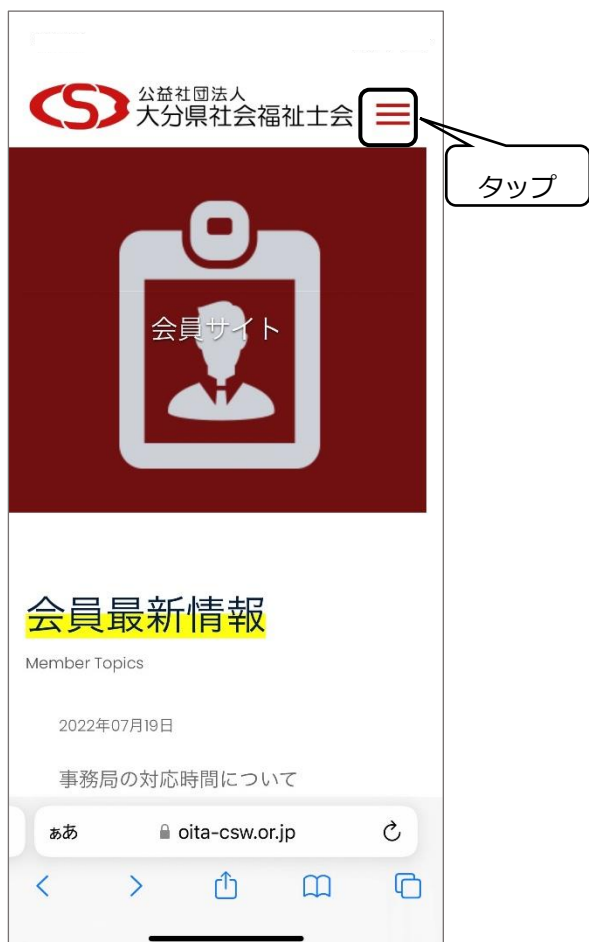 公益社団法人
大分県社会福祉士会
タップ
会員サイト
会員最新情報
Member Topics
2022年07月19日
事務局の対応時間について
ぁあ oita-csw.or.jp